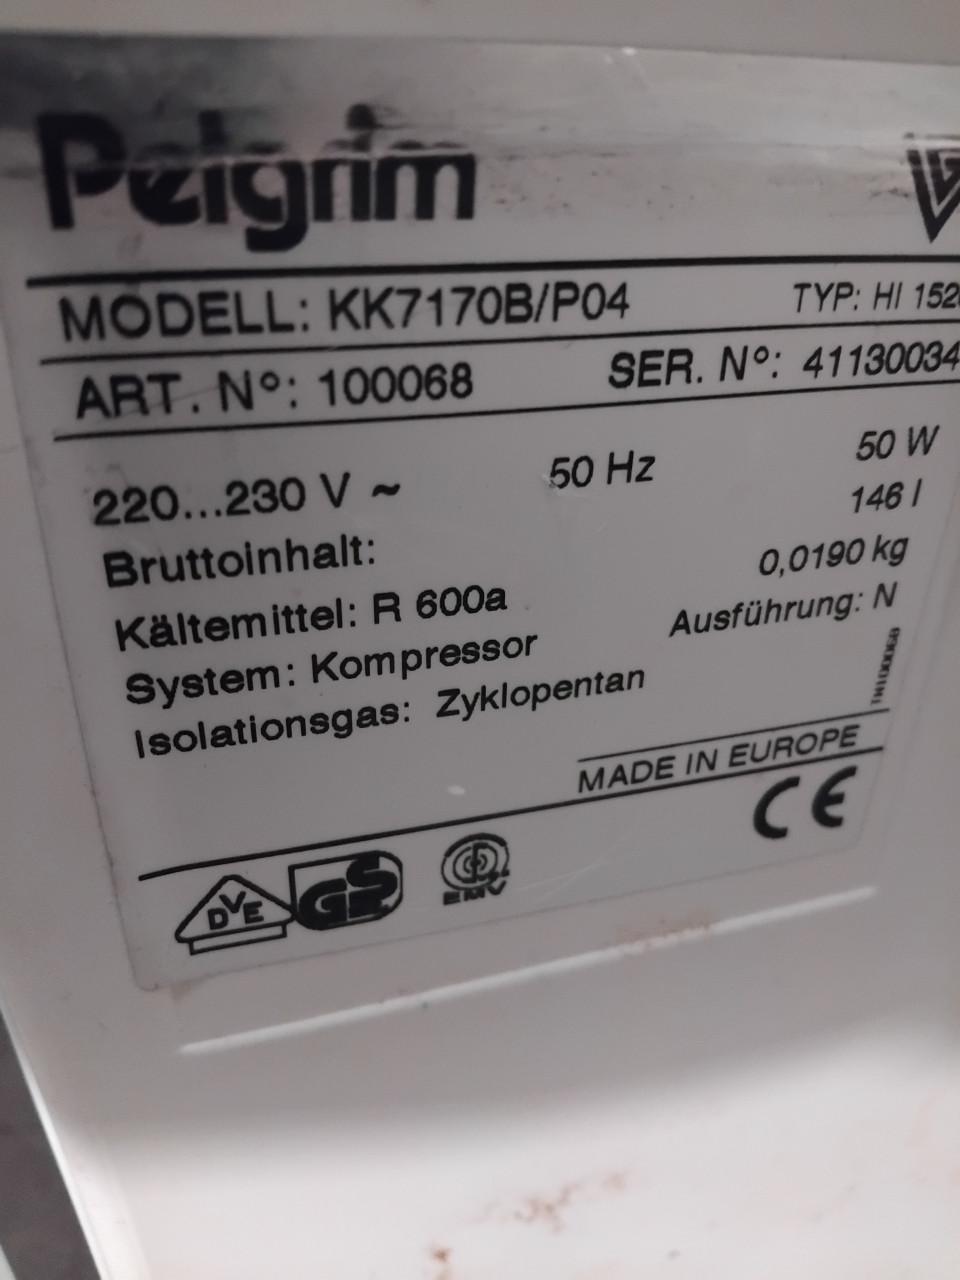 Pelgrim
MODELL: KK7170B/P04 TYP: HI 152
ART. N°: 100068 SER. N°: 41130034
220...230 V ~ 50 Hz 50 W
Bruttoinhalt: 146 l
Kältemittel: R 600a 0,0190 kg
System: Kompressor Ausführung: N
Isolationsgas: Zyklopentan
MADE IN EUROPE
CE
DVE GS EMV